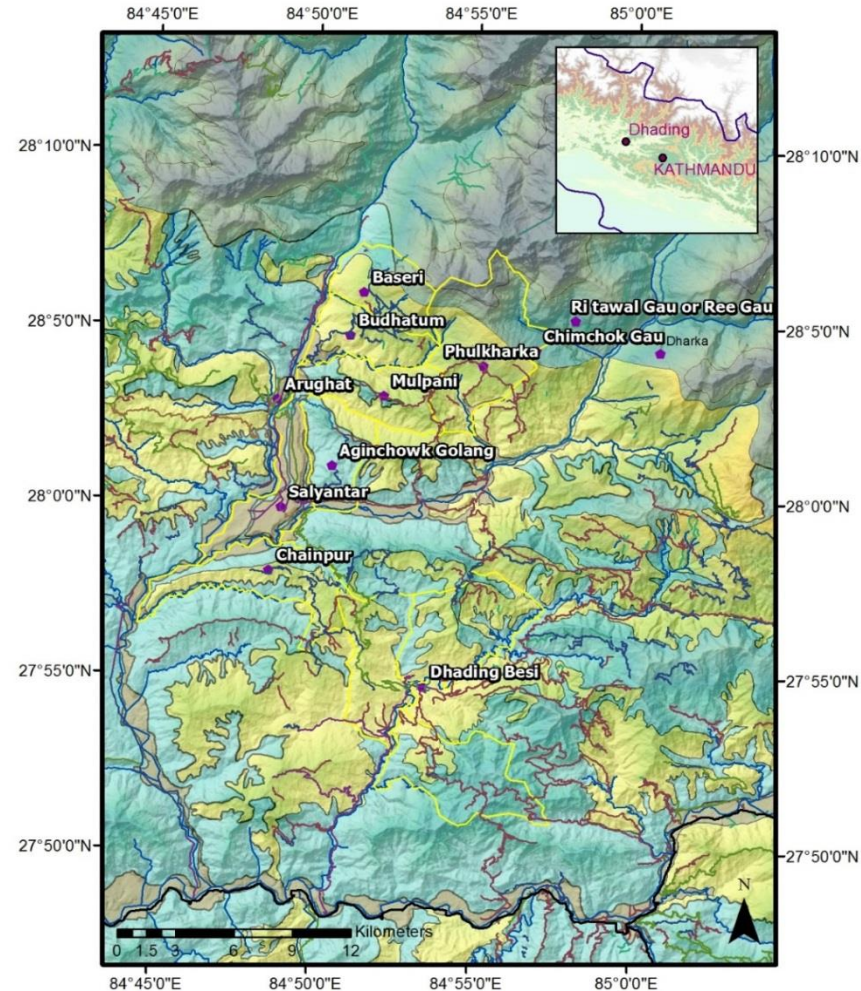 84°45'0"E 84°50'0"E 84°55'0"E 85°0'0"E
28°10'0"N
28°10'0"N
Dhading
KATHMANDU
Baseri
Ri tawal Gau or Ree Gau
28°5'0"N
28°5'0"N
Budhatum
Chimchok Gau
Dharka
Phulkharka
Arughat
Mulpani
Aginchowk Golang
28°0'0"N
Salyantar
28°0'0"N
Chainpur
27°55'0"N
Dhading Besi
27°55'0"N
27°50'0"N
27°50'0"N
N
Kilometers
0 1.5 3 6 9 12
84°45'0"E 84°50'0"E 84°55'0"E 85°0'0"E